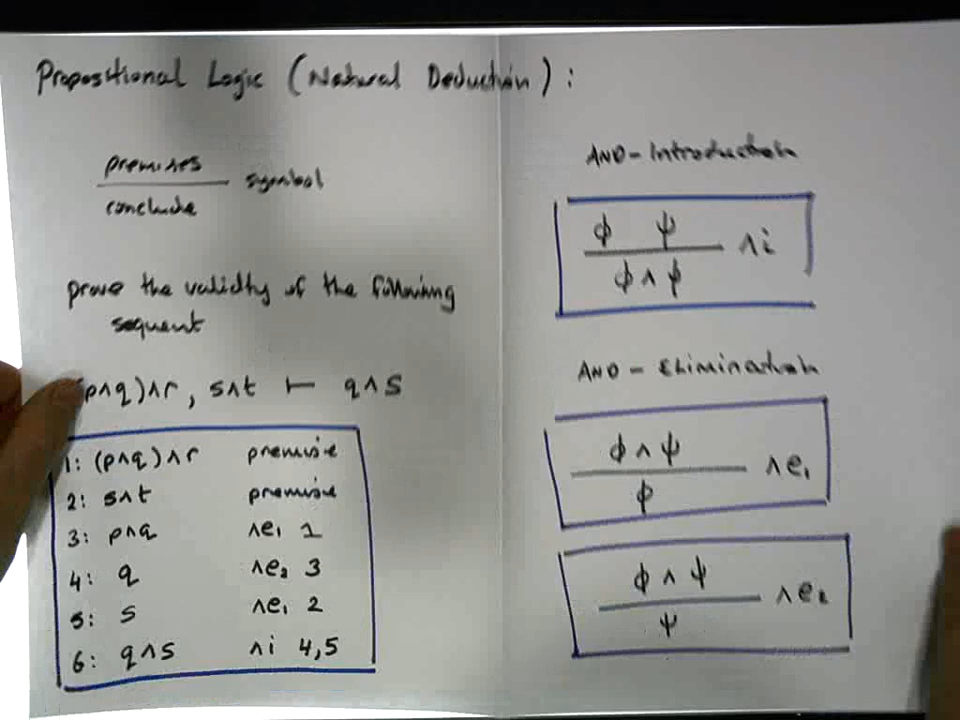 Propositional Logic (Natural Deduction):
premises
conclude
symbol
prove the validity of the following
sequent
(p∧q)∧r, s∧t ⊢ q∧s
1: (p∧q)∧r premise
2: s∧t premise
3: p∧q ∧e₁ 1
4: q ∧e₂ 3
5: s ∧e₁ 2
6: q∧s ∧i 4,5
AND-Introduction
ϕ ψ
∧i
ϕ∧ψ
AND-Elimination
ϕ∧ψ
∧e₁
ϕ
ϕ∧ψ
∧e₂
ψ